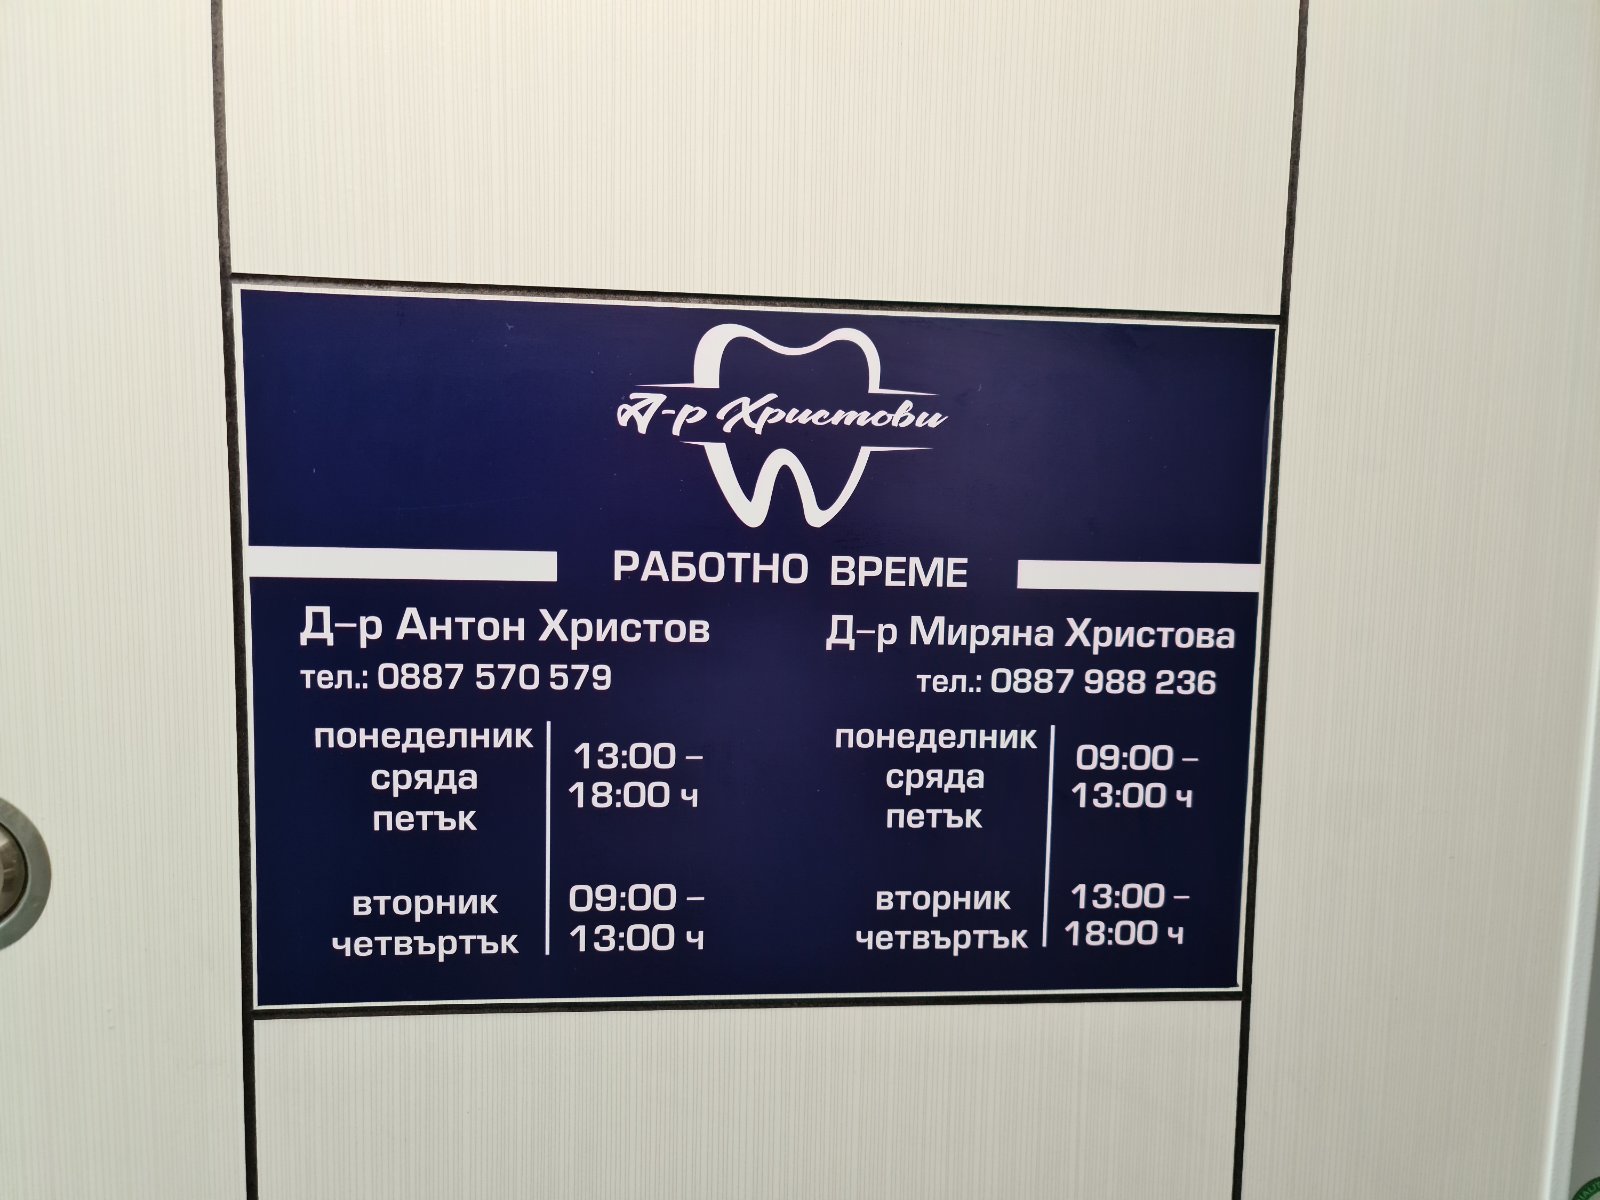 Д-р Христови
РАБОТНО ВРЕМЕ
Д-р Антон Христов
тел.: 0887 570 579
понеделник
сряда
петък
13:00 –
18:00 ч
вторник
четвъртък
09:00 –
13:00 ч
Д-р Миряна Христова
тел.: 0887 988 236
понеделник
сряда
петък
09:00 –
13:00 ч
вторник
четвъртък
13:00 –
18:00 ч